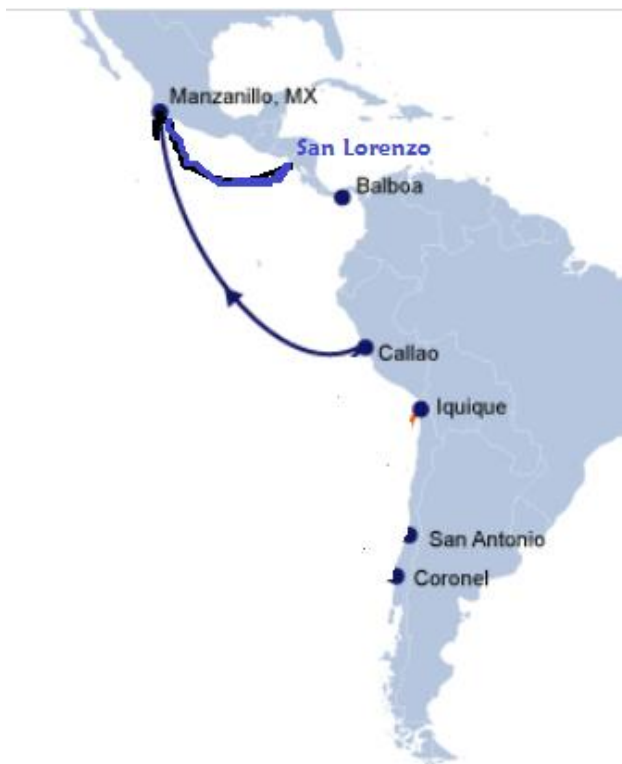 Manzanillo, MX
San Lorenzo
Balboa
Callao
Iquique
San Antonio
Coronel